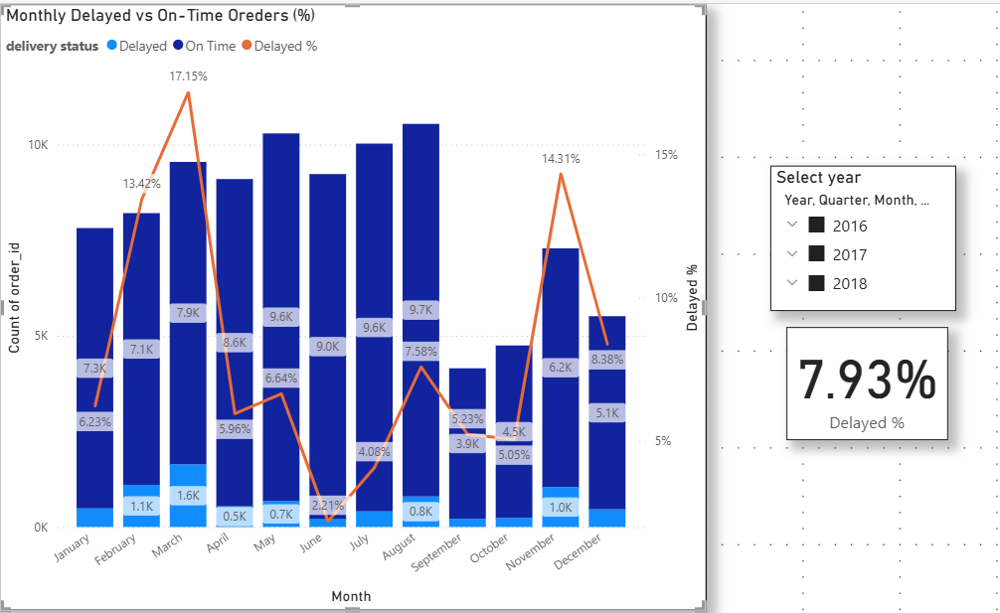 Monthly Delayed vs On-Time Oreders (%)
delivery status Delayed On Time Delayed %
17.15%
10K
15%
14.31%
13.42%
Select year
Year, Quarter, Month, ...
2016
2017
2018
Count of order_id
Delayed %
10%
7.9K
9.6K
9.7K
9.6K
5K
8.6K
7.1K
9.0K
7.58%
7.3K
6.2K
8.38%
6.64%
7.93%
Delayed %
6.23%
5.96%
5.23%
4.5K
5.1K
5%
3.9K
4.08%
5.05%
1.6K
1.1K
0.5K
0.7K
2.21%
0.8K
1.0K
0K
January
February
March
April
May
June
July
August
September
October
November
December
Month